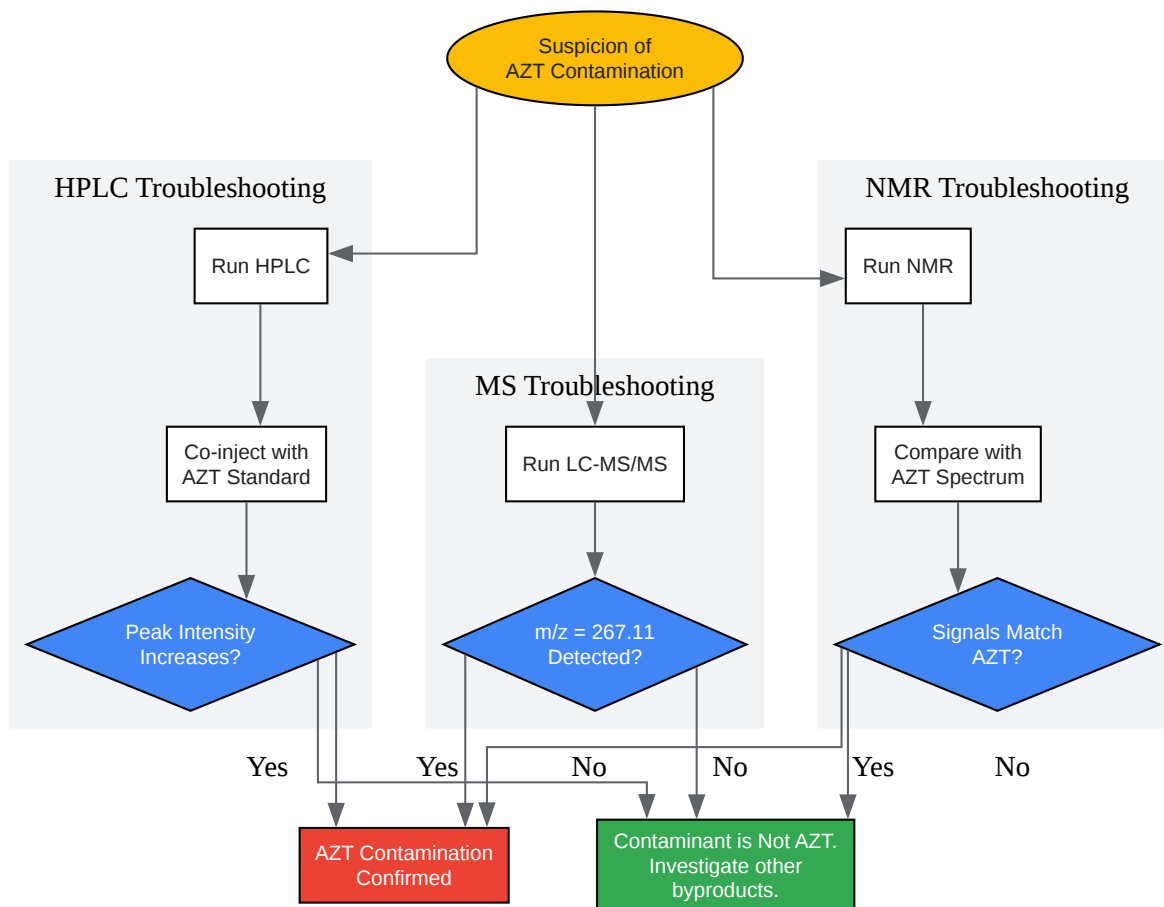 Suspicion of
AZT Contamination
HPLC Troubleshooting
NMR Troubleshooting
Run HPLC
Run NMR
MS Troubleshooting
Co-inject with
AZT Standard
Run LC-MS/MS
Compare with
AZT Spectrum
Peak Intensity
Increases?
m/z = 267.11
Detected?
Signals Match
AZT?
Yes
Yes
No
No
Yes
No
AZT Contamination
Confirmed
Contaminant is Not AZT.
Investigate other
byproducts.